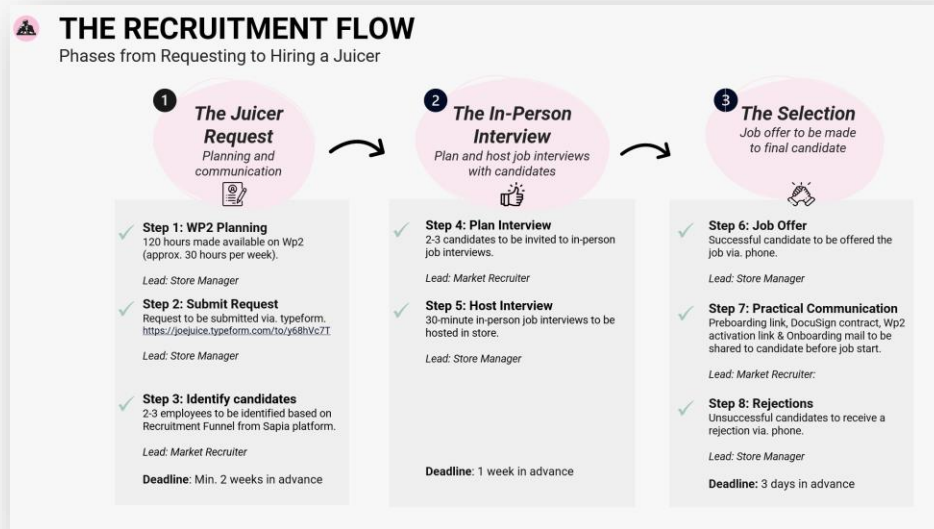 THE RECRUITMENT FLOW
Phases from Requesting to Hiring a Juicer
1
The Juicer
Request
Planning and
communication
Step 1: WP2 Planning
120 hours made available on Wp2
(approx. 30 hours per week).
Lead: Store Manager
Step 2: Submit Request
Request to be submitted via. typeform.
https://joejuice.typeform.com/to/y68hVc7T
Lead: Store Manager
Step 3: Identify candidates
2-3 employees to be identified based on
Recruitment Funnel from Sapia platform.
Lead: Market Recruiter
Deadline: Min. 2 weeks in advance
2
The In-Person
Interview
Plan and host job interviews
with candidates
Step 4: Plan Interview
2-3 candidates to be invited to in-person
job interviews.
Lead: Market Recruiter
Step 5: Host Interview
30-minute in-person job interviews to be
hosted in store.
Lead: Store Manager
Deadline: 1 week in advance
3
The Selection
Job offer to be made
to final candidate
Step 6: Job Offer
Successful candidate to be offered the
job via. phone.
Lead: Store Manager
Step 7: Practical Communication
Preboarding link, DocuSign contract, Wp2
activation link & Onboarding mail to be
shared to candidate before job start.
Lead: Market Recruiter:
Step 8: Rejections
Unsuccessful candidates to receive a
rejection via. phone.
Lead: Store Manager
Deadline: 3 days in advance